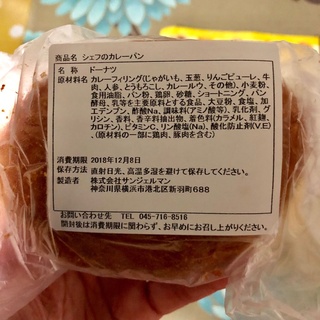 商品名 シェフのカレーパン
名 称 ドーナツ
原材料名 カレーフィリング(じゃがいも、玉葱、りんごピューレ、牛
肉、人参、とうもろこし、カレールウ、その他)、小麦粉、
食用油脂、パン粉、鶏卵、砂糖、ショートニング、パン
酵母、乳等を主要原料とする食品、大豆粉、食塩、加
工デンプン、酢酸Na、調味料(アミノ酸等)、乳化剤、グ
リシン、香料、香辛料抽出物、着色料(カラメル、紅麹、
カロチン)、ビタミンC、リン酸塩(Na)、酸化防止剤(V.E)
、(原材料の一部に鶏肉、豚肉を含む)
消費期限 2018年12月8日
保存方法 直射日光、高温多湿を避けて保存してください。
製造者 株式会社サンジェルマン
神奈川県横浜市港北区新羽町688
お問い合わせ先 TEL 045-716-8516
開封後は消費期限に関わらず、お早めにお召し上がりください。